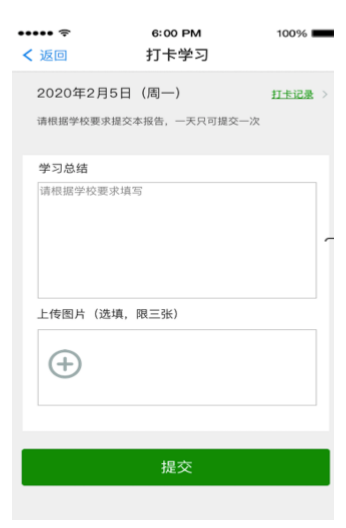 6:00 PM 100%
返回 打卡学习
2020年2月5日（周一） 打卡记录
请根据学校要求提交本报告，一天只可提交一次
学习总结
请根据学校要求填写
上传图片（选填，限三张）
提交